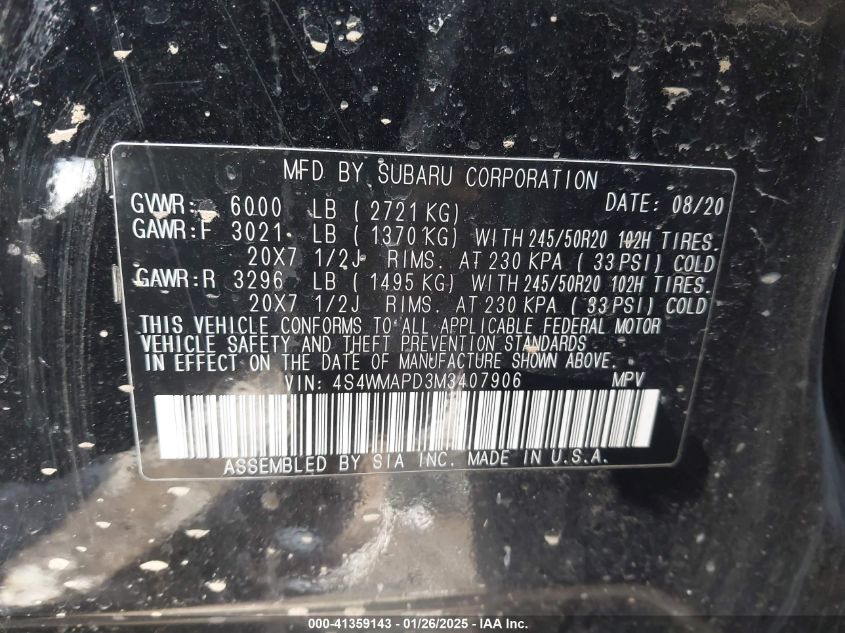 MFD BY SUBARU CORPORATION
GVWR: 6000 LB ( 2721 KG) DATE: 08/20
GAWR:F 3021 LB ( 1370 KG) WITH 245/50R20 102H TIRES.
20X7 1/2J RIMS. AT 230 KPA ( 33 PSI) COLD
GAWR:R 3296 LB ( 1495 KG) WITH 245/50R20 102H TIRES.
20X7 1/2J RIMS. AT 230 KPA ( 33 PSI) COLD
THIS VEHICLE CONFORMS TO ALL APPLICABLE FEDERAL MOTOR
VEHICLE SAFETY AND THEFT PREVENTION STANDARDS
IN EFFECT ON THE DATE OF MANUFACTURE SHOWN ABOVE.
VIN: 4S4WMAPD3M3407906 MPV
ASSEMBLED BY SIA INC. MADE IN U.S.A.
000-41359143 - 01/26/2025 - IAA Inc.